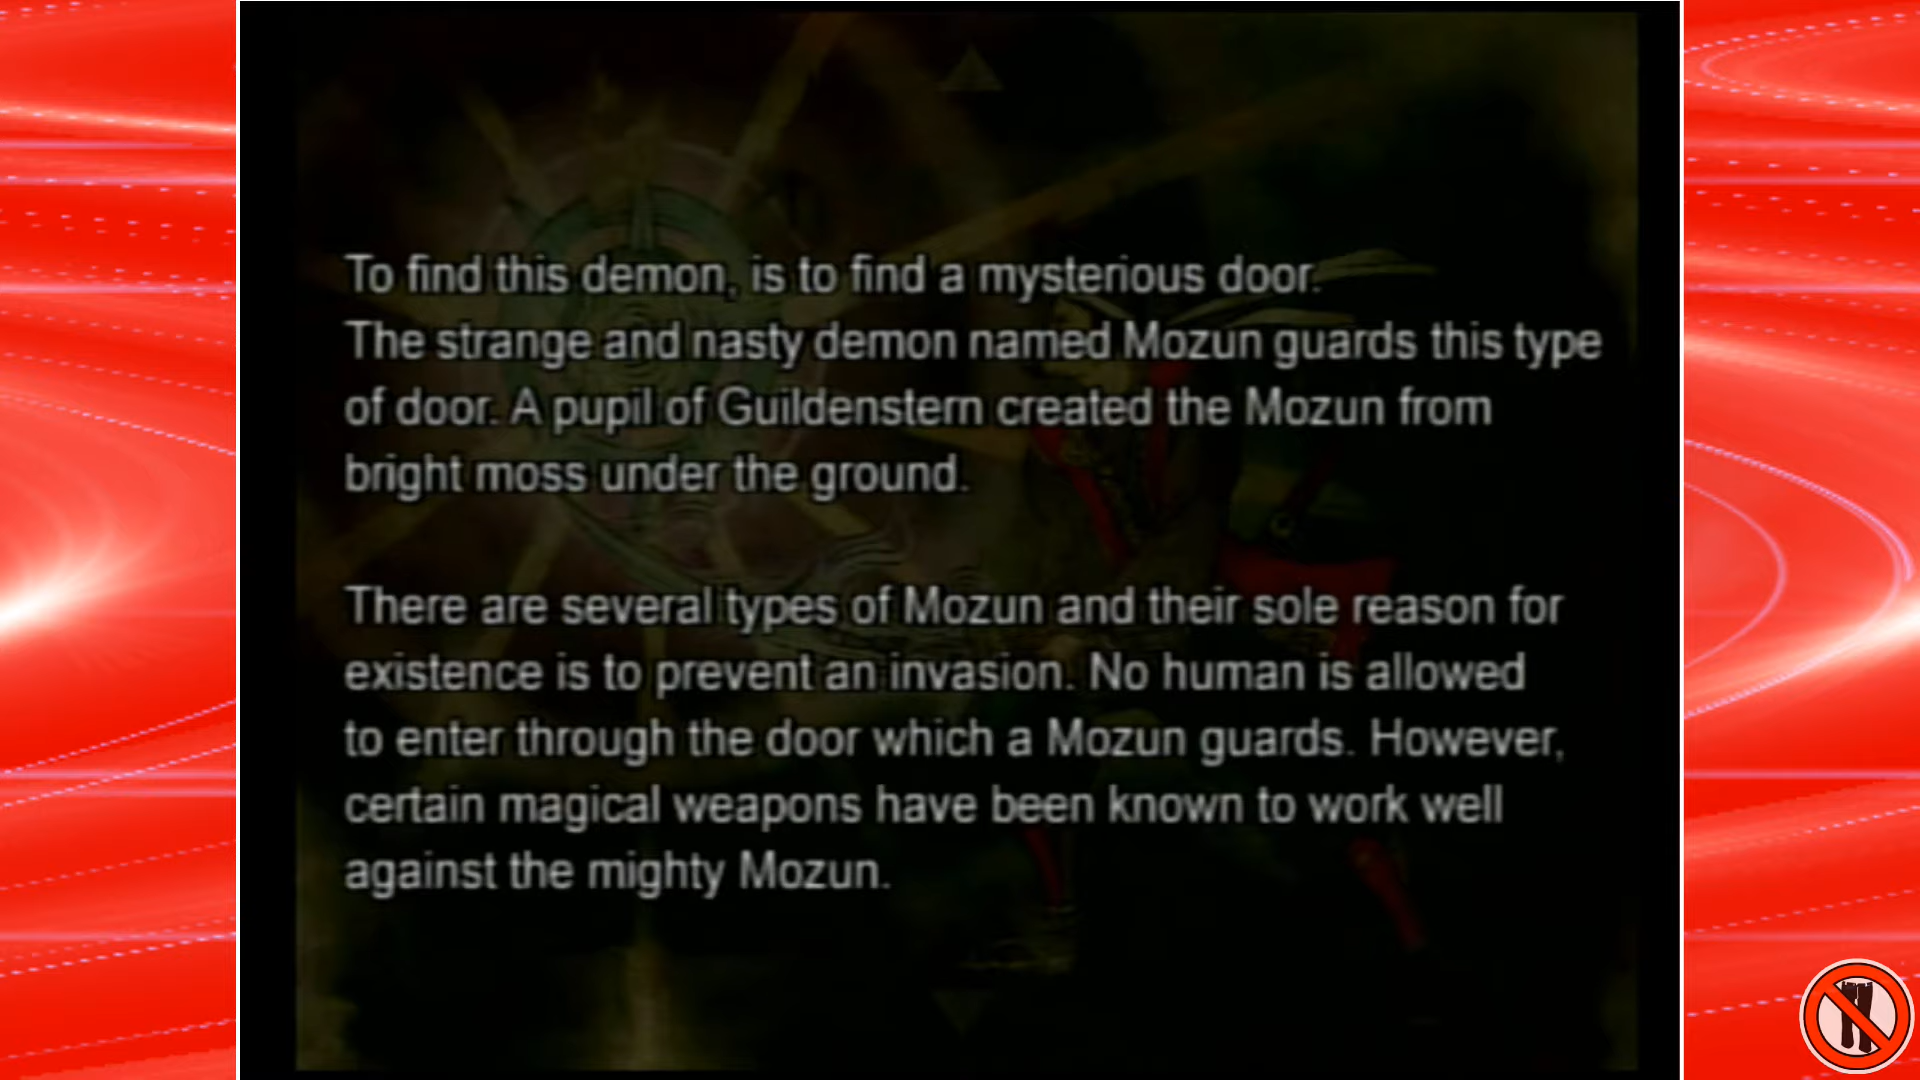 To find this demon, is to find a mysterious door.
The strange and nasty demon named Mozun guards this type
of door. A pupil of Guildenstern created the Mozun from
bright moss under the ground.
There are several types of Mozun and their sole reason for
existence is to prevent an invasion. No human is allowed
to enter through the door which a Mozun guards. However,
certain magical weapons have been known to work well
against the mighty Mozun.